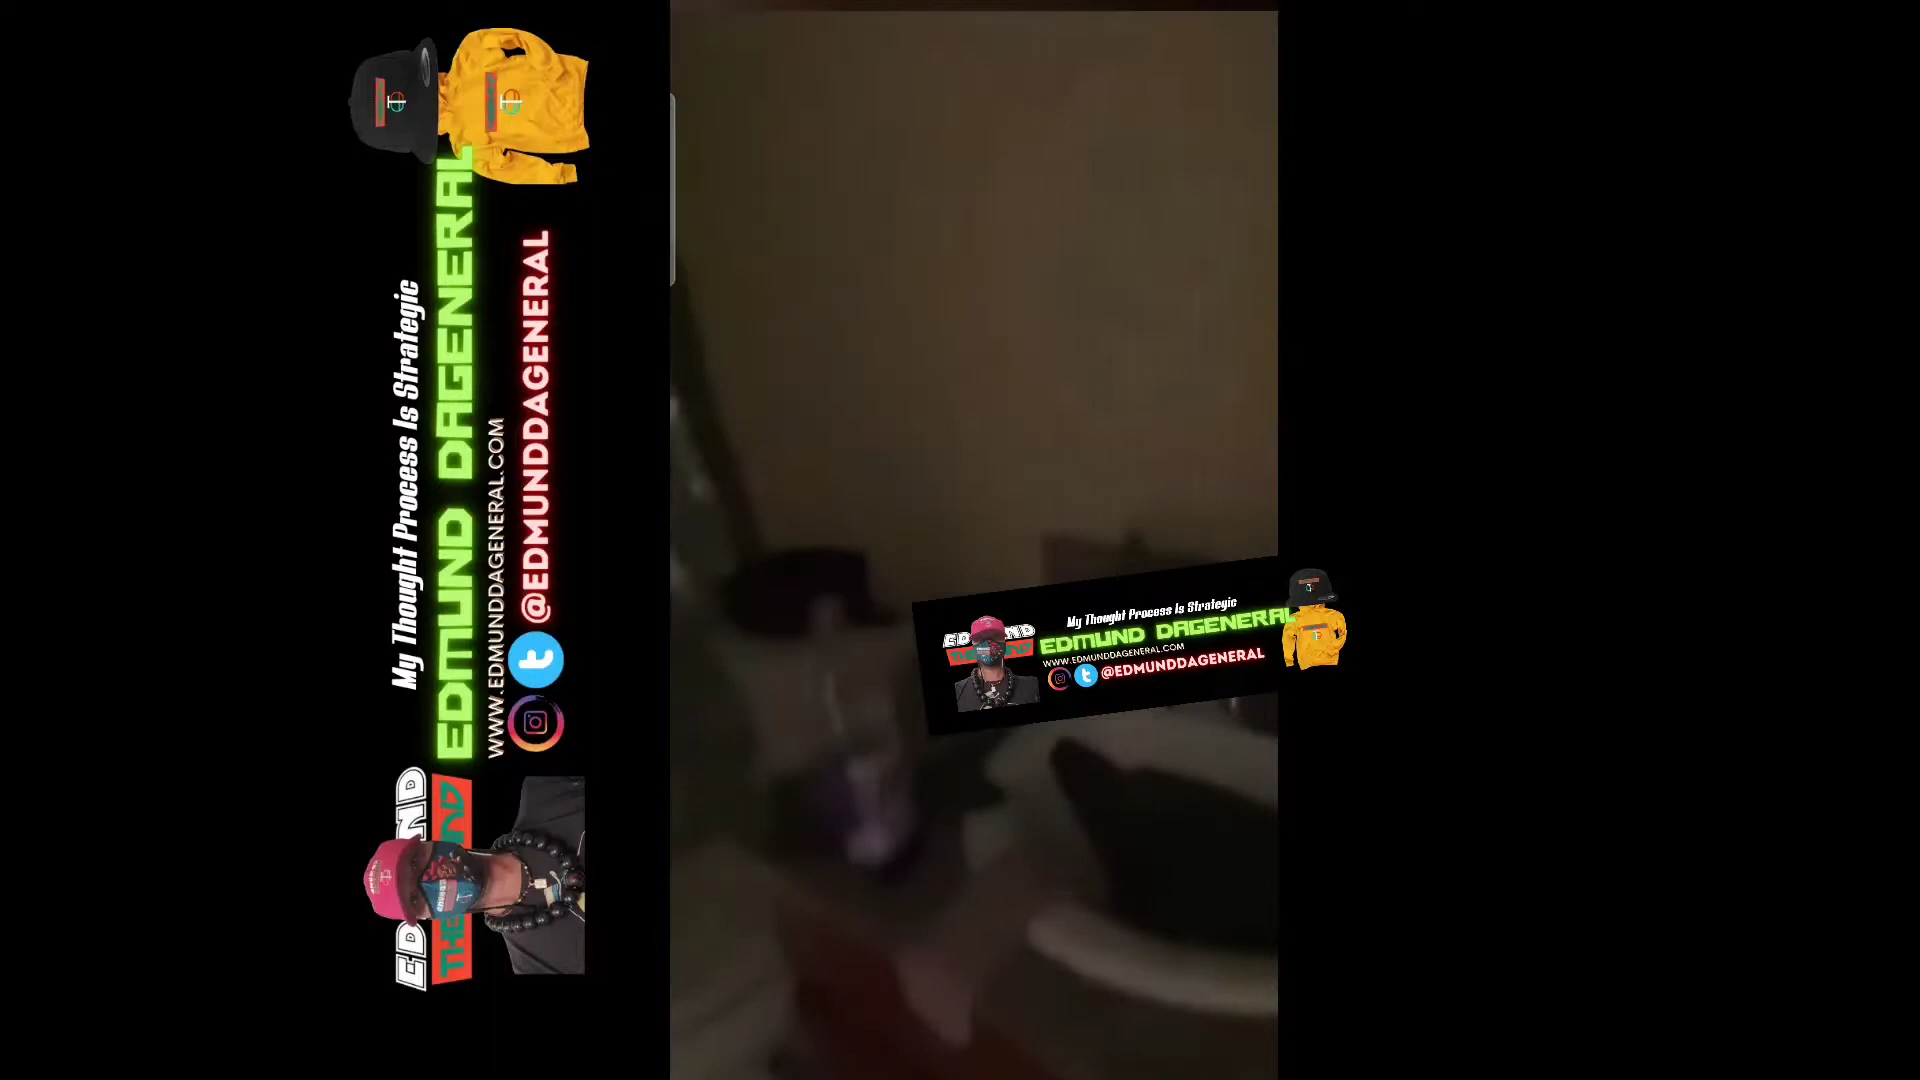 My Thought Process Is Strategic
EDMUND DAGENERAL
WWW.EDMUNDDAGENERAL.COM
@EDMUNDDAGENERAL
My Thought Process Is Strategic
EDMUND DAGENERAL
WWW.EDMUNDDAGENERAL.COM
@EDMUNDDAGENERAL